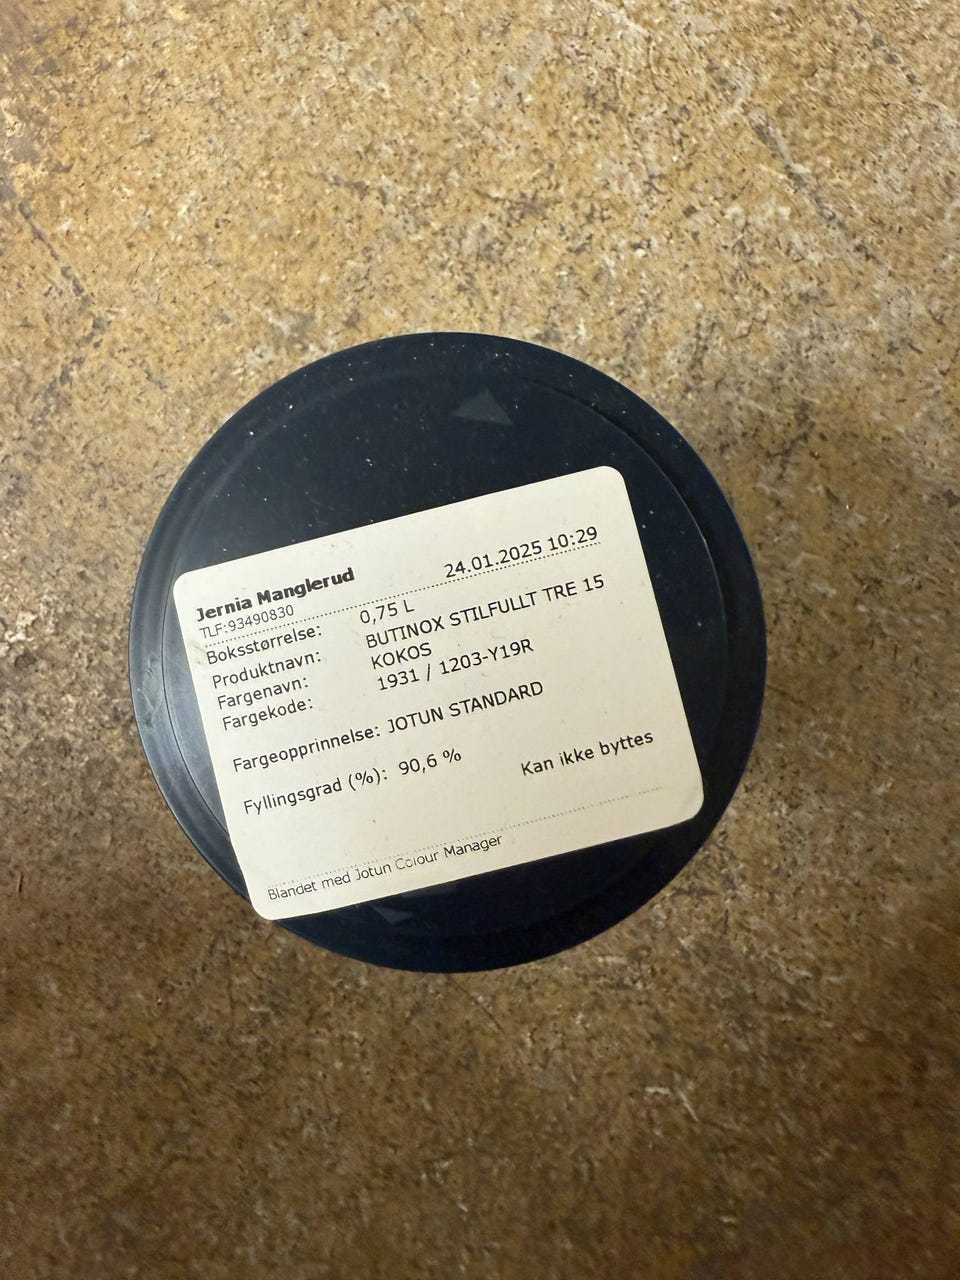 Jernia Manglerud 24.01.2025 10:29
TLF:93490830
Boksstørrelse: 0,75 L
Produktnavn: BUTINOX STILFULLT TRE 15
Fargenavn: KOKOS
Fargekode: 1931 / 1203-Y19R
Fargeopprinnelse: JOTUN STANDARD
Fyllingsgrad (%): 90,6 %
Kan ikke byttes
Blandet med Jotun Colour Manager